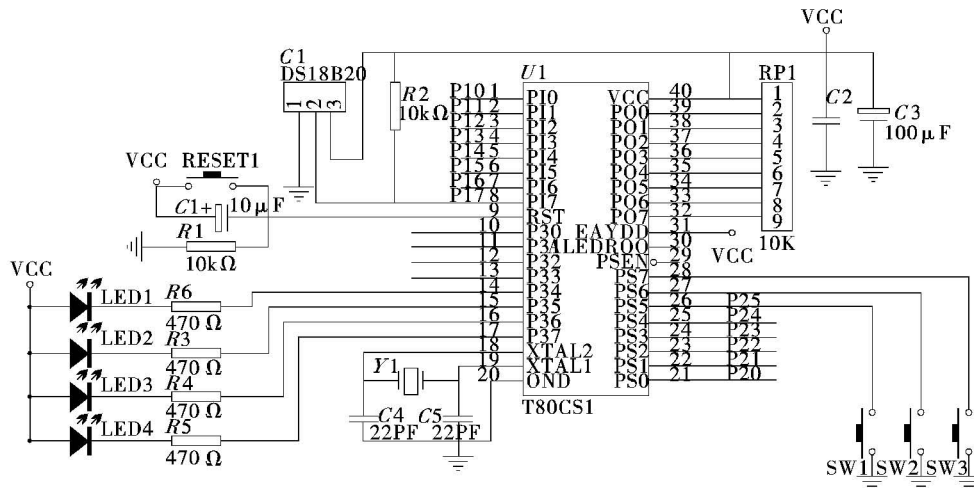 VCC
C1
DS18B20
1 2 3
R2
10kΩ
U1
RP1
C2
C3
100μF
VCC
RESET1
C1+
10μF
R1
10kΩ
VCC
LED1
R6
470Ω
LED2
R3
470Ω
LED3
R4
470Ω
LED4
R5
470Ω
P10 1 PI0
P11 2 PI1
P12 3 PI2
P13 4 PI3
P14 5 PI4
P15 6 PI5
P16 7 PI6
P17 8 PI7
9 RST
10 P30
11 P31
12 P32
13 P33
14 P34
15 P35
16 P36
17 P37
18 XTAL2
19 XTAL1
20 OND
VCC 40
PO0 39
PO1 38
PO2 37
PO3 36
PO4 35
PO5 34
PO6 33
PO7 32
EAYDD 31
ALEDROO 30
PSEN 29
PS7 28
PS6 27
PS5 26 P25
PS4 25 P24
PS3 24 P23
PS2 23 P22
PS1 22 P21
PS0 21 P20
T80CS1
1
2
3
4
5
6
7
8
9
10K
VCC
Y1
C4
22PF
C5
22PF
SW1 SW2 SW3